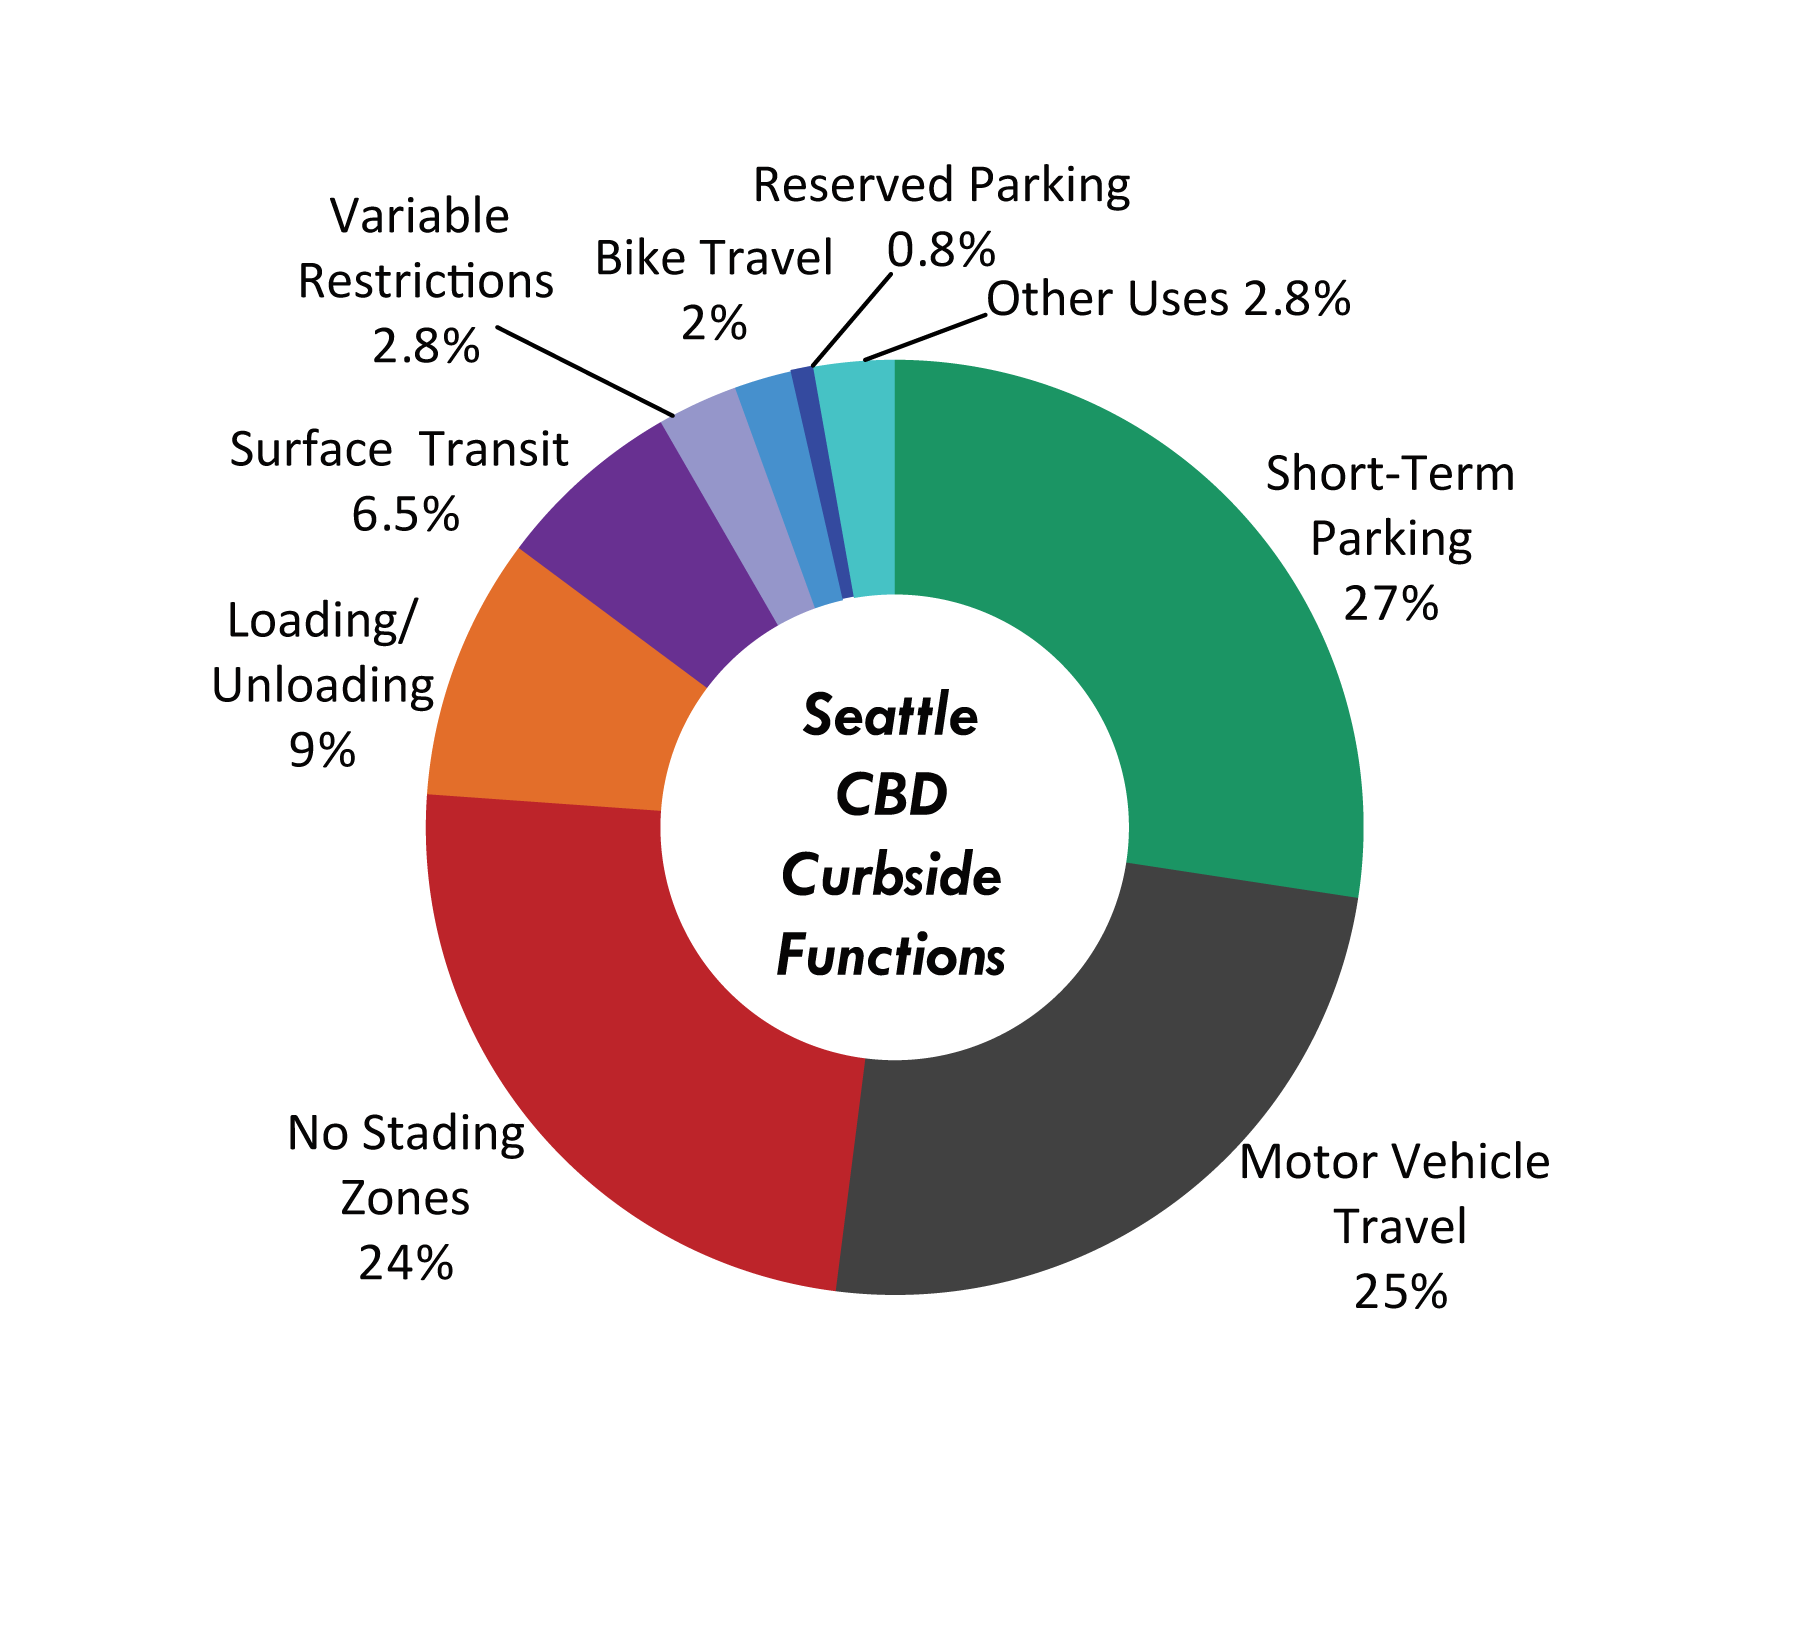 Reserved Parking
0.8%
Variable
Restrictions
2.8%
Bike Travel
2%
Other Uses 2.8%
Surface  Transit
6.5%
Short-Term
Parking
27%
Loading/
Unloading
9%
Seattle
CBD
Curbside
Functions
No Stading
Zones
24%
Motor Vehicle
Travel
25%